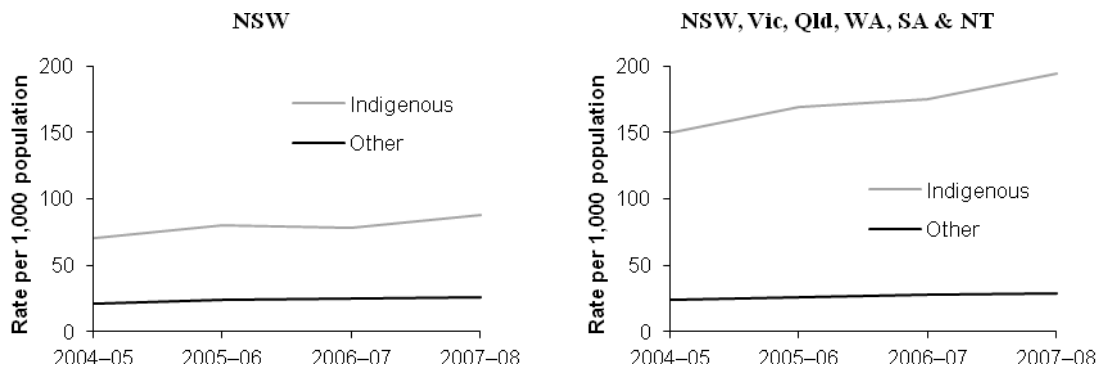 NSW
Rate per 1,000 population
200
150
100
50
0
Indigenous
Other
2004–05 2005–06 2006–07 2007–08
NSW, Vic, Qld, WA, SA & NT
Rate per 1,000 population
200
150
100
50
0
Indigenous
Other
2004–05 2005–06 2006–07 2007–08